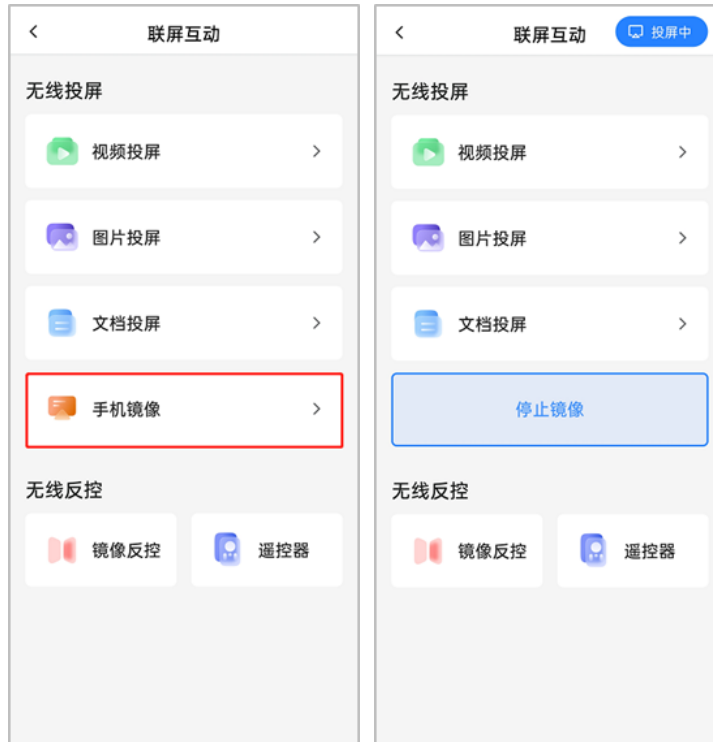 联屏互动
无线投屏
视频投屏
图片投屏
文档投屏
手机镜像
无线反控
镜像反控
遥控器
联屏互动
投屏中
无线投屏
视频投屏
图片投屏
文档投屏
停止镜像
无线反控
镜像反控
遥控器